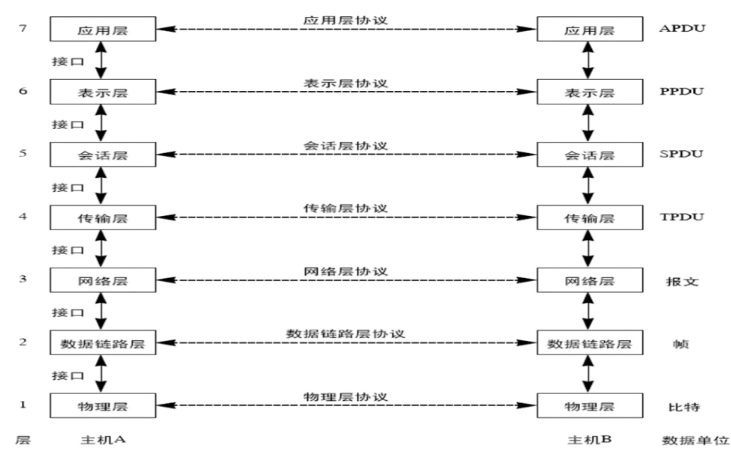 应用层协议
7 应用层 应用层 APDU
接口
表示层协议
6 表示层 表示层 PPDU
接口
会话层协议
5 会话层 会话层 SPDU
接口
传输层协议
4 传输层 传输层 TPDU
接口
网络层协议
3 网络层 网络层 报文
接口
数据链路层协议
2 数据链路层 数据链路层 帧
接口
物理层协议
1 物理层 物理层 比特
层 主机A 主机B 数据单位